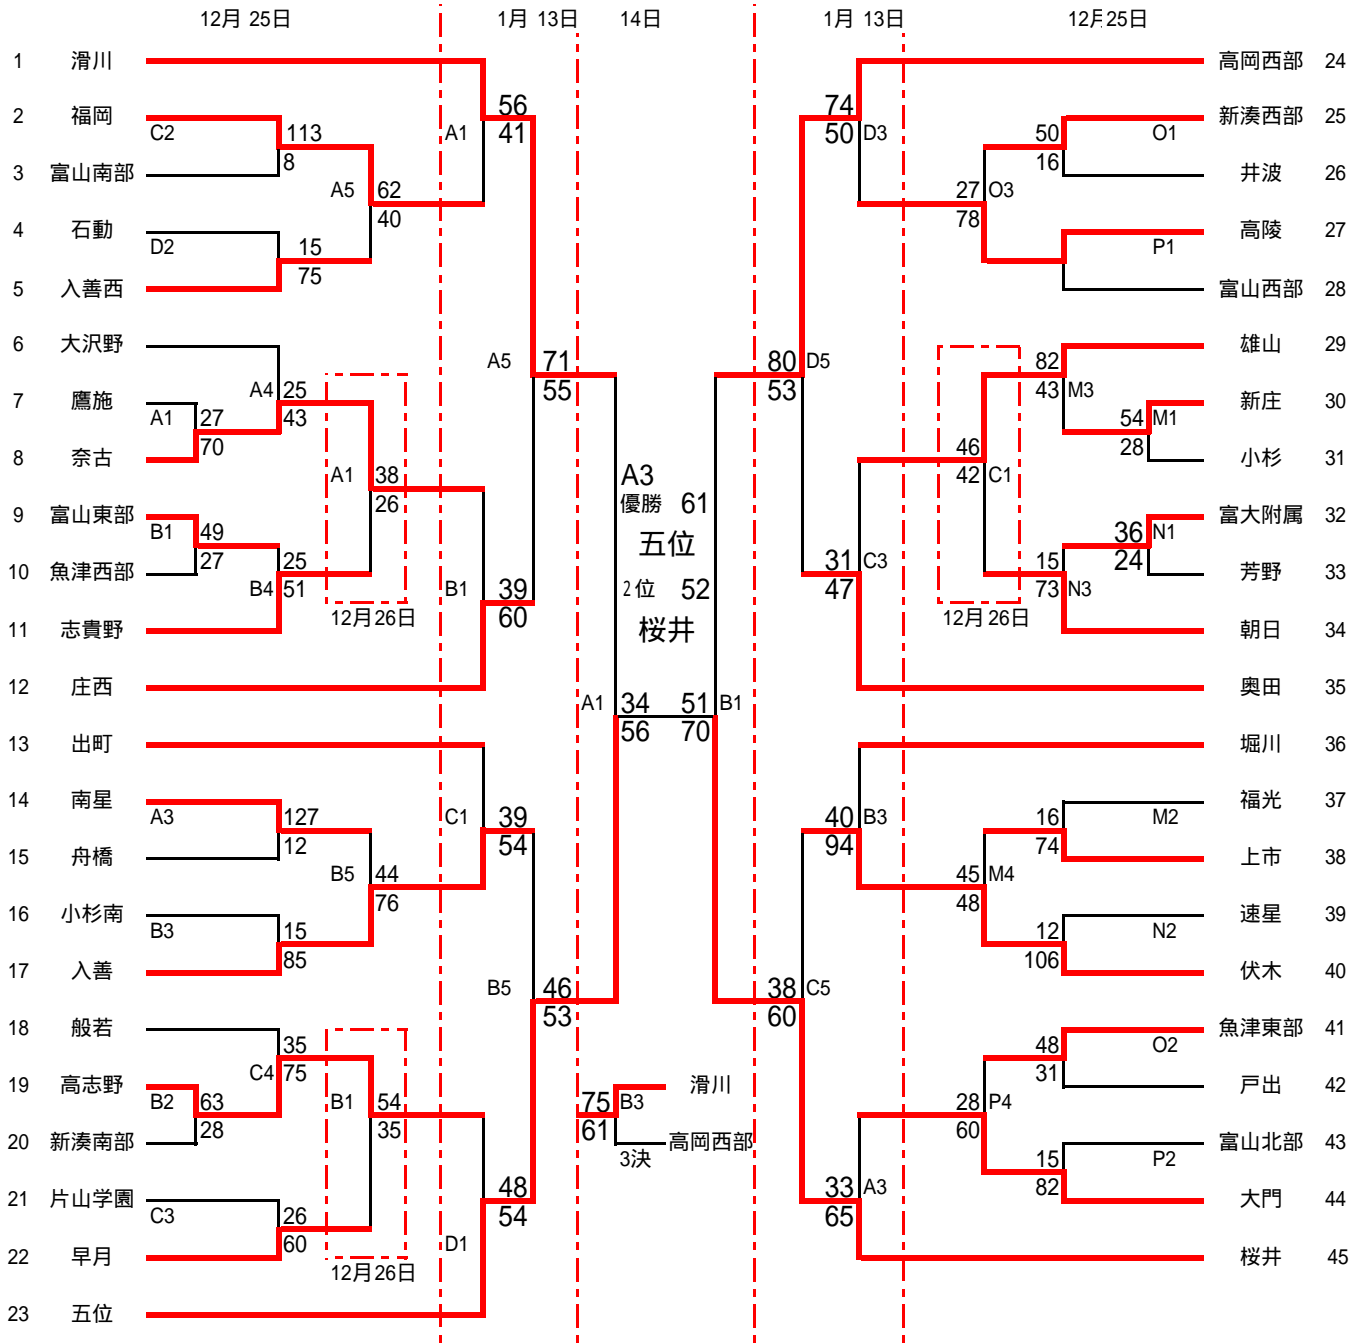 12月 25日
1月 13日
14日
1月 13日
12月 25日
1 滑川
2 福岡
3 富山南部
4 石動
5 入善西
6 大沢野
7 鷹施
8 奈古
9 富山東部
10 魚津西部
11 志貴野
12 庄西
13 出町
14 南星
15 舟橋
16 小杉南
17 入善
18 般若
19 高志野
20 新湊南部
21 片山学園
22 早月
23 五位
C2 113
8
D2 15
75
A5 62
40
A1 56
41
A1 27
70
A4 25
43
B1 49
27
B4 25
51
A1 38
26
12月 26日
B1 39
60
A5 71
55
A3 127
12
B3 15
85
B5 44
76
C1 39
54
B2 63
28
C4 35
75
C3 26
60
B1 54
35
12月 26日
D1 48
54
B5 46
53
A1 34
56
A3
優勝 61
五位
2位 52
桜井
51 B1
70
75 B3 滑川
61
3決 高岡西部
高岡西部 24
新湊西部 25
井波 26
高陵 27
富山西部 28
雄山 29
新庄 30
小杉 31
富大附属 32
芳野 33
朝日 34
奥田 35
堀川 36
福光 37
上市 38
速星 39
伏木 40
魚津東部 41
戸出 42
富山北部 43
大門 44
桜井 45
74
50 D3
50 O1
16
27 O3
78
P1
80 D5
53
82
43 M3
54 M1
28
46
42 C1
36 N1
24
15
73 N3
12月 26日
31 C3
47
40 B3
94
16 M2
74
45 M4
48
12 N2
106
38 C5
60
48 O2
31
28 P4
60
15 P2
82
33 A3
65